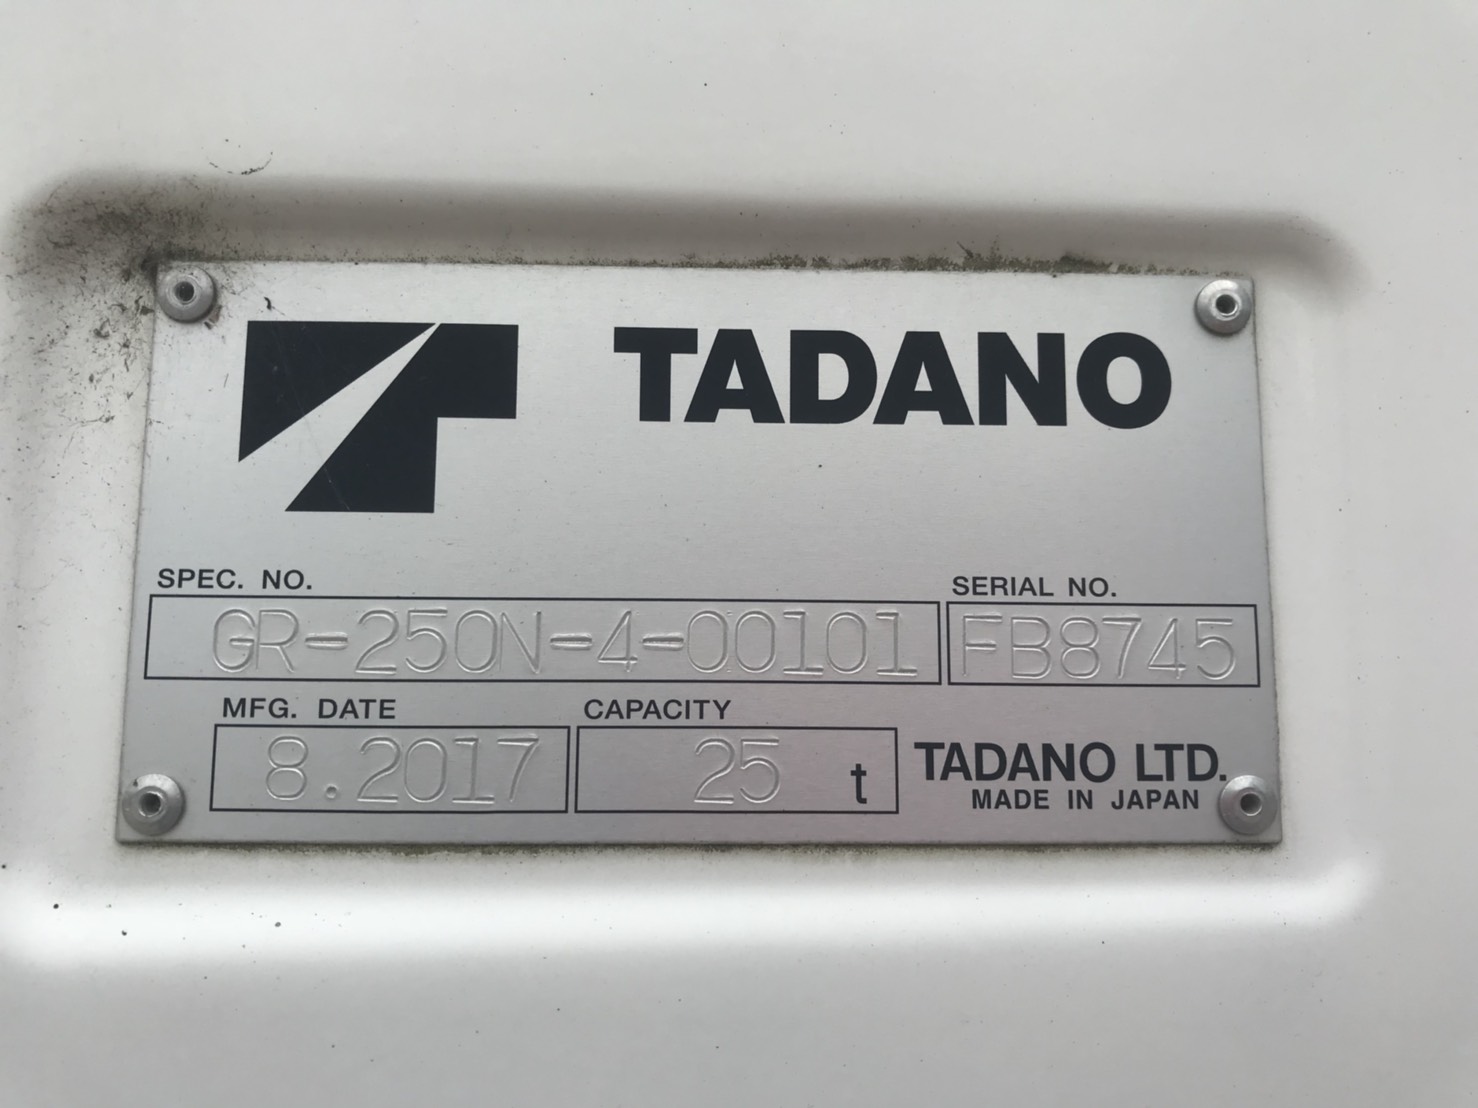 TADANO
SPEC. NO.
GR-250N-4-00101
SERIAL NO.
FB8745
MFG. DATE
8.2017
CAPACITY
25 t
TADANO LTD.
MADE IN JAPAN